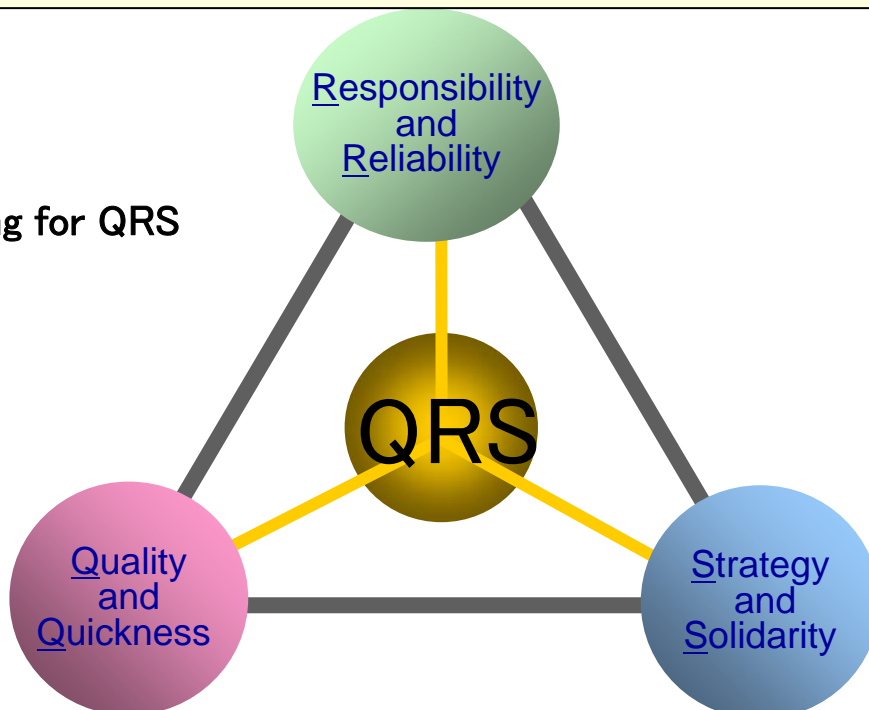 Responsibility
and
Reliability
for QRS
QRS
Quality
and
Quickness
Strategy
and
Solidarity